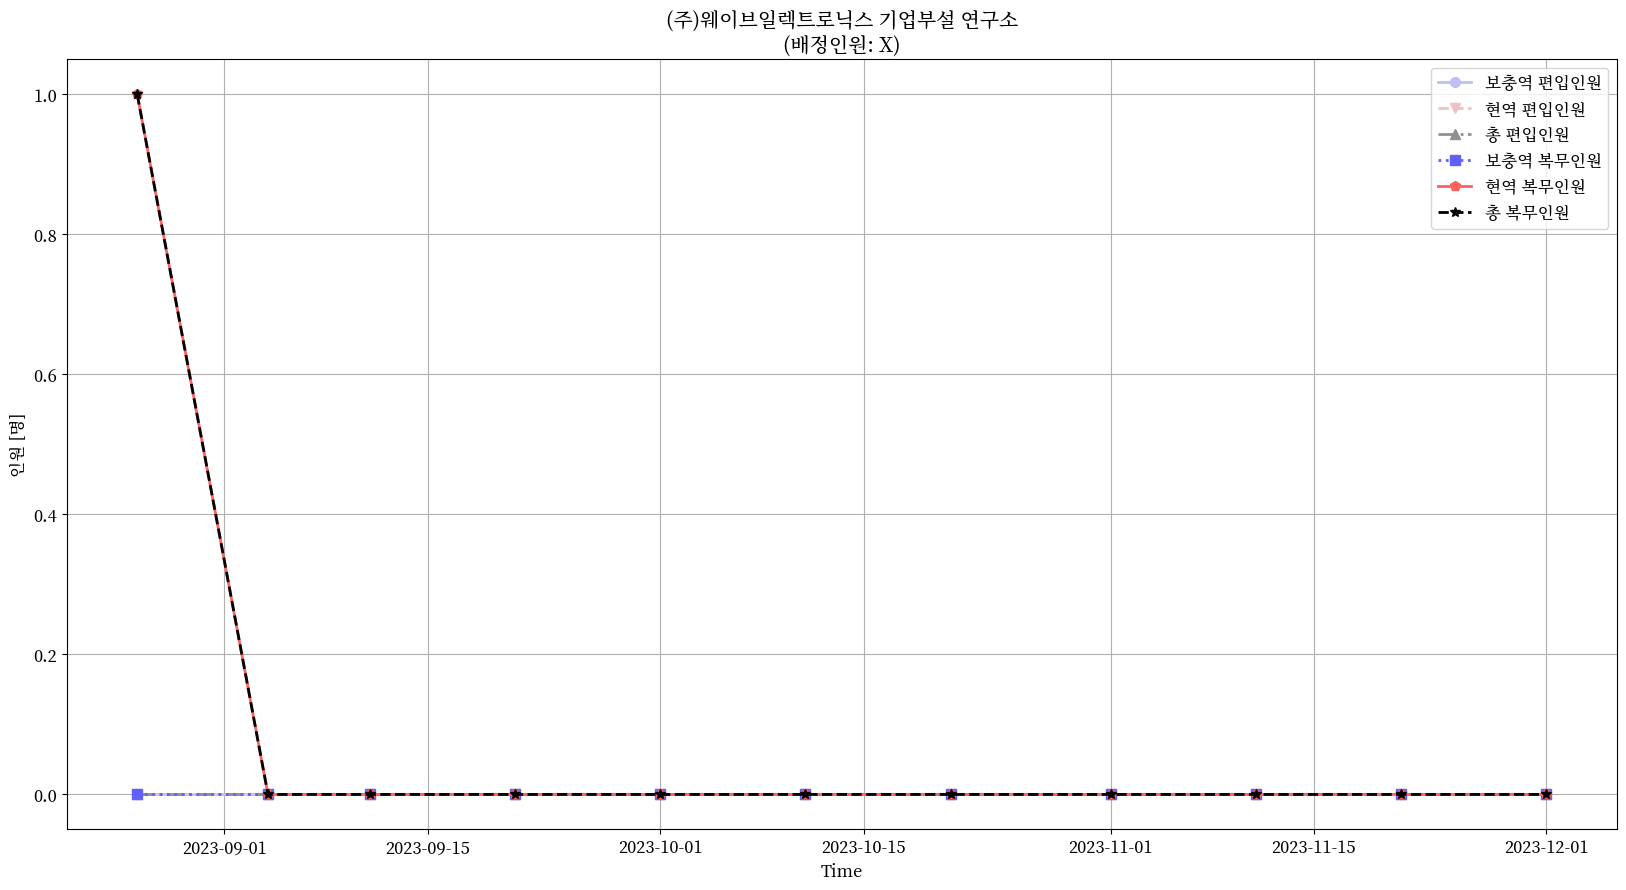 (주)웨이브일렉트로닉스 기업부설 연구소
(배정인원: X)
보충역 편입인원
현역 편입인원
총 편입인원
보충역 복무인원
현역 복무인원
총 복무인원
인원 [명]
1.0
0.8
0.6
0.4
0.2
0.0
2023-09-01
2023-09-15
2023-10-01
2023-10-15
2023-11-01
2023-11-15
2023-12-01
Time